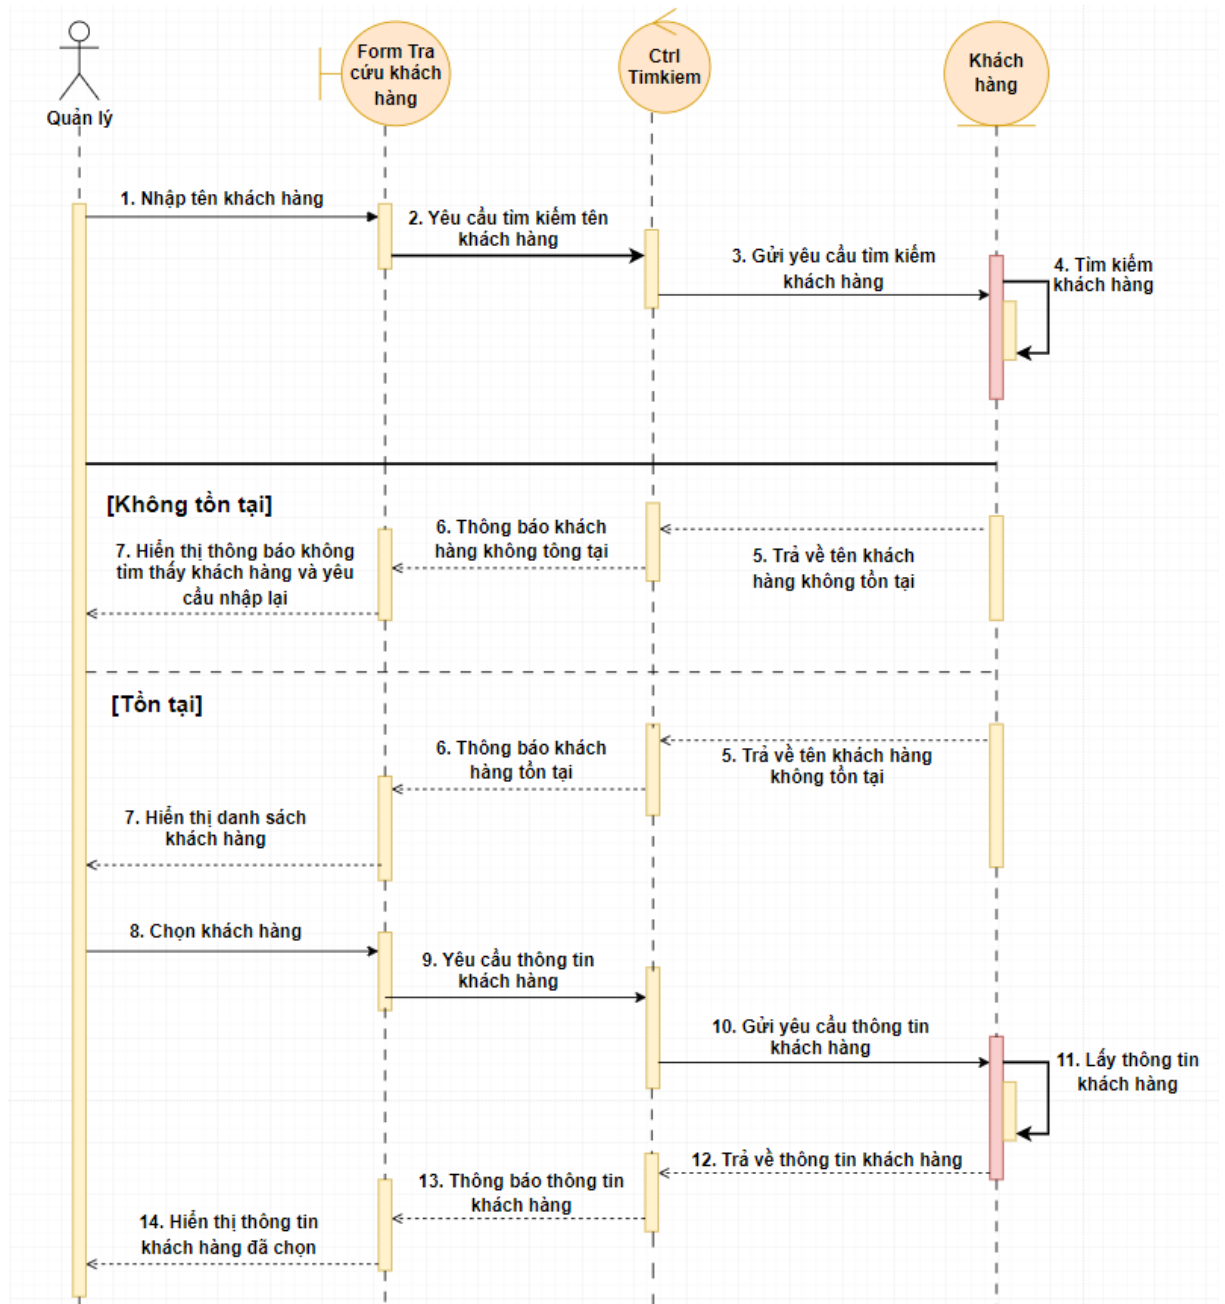 Quản lý
Form Tra
cứu khách
hàng
Ctrl
Timkiem
Khách
hàng
1. Nhập tên khách hàng
2. Yêu cầu tìm kiếm tên
khách hàng
3. Gửi yêu cầu tìm kiếm
khách hàng
4. Tìm kiếm
khách hàng
[Không tồn tại]
5. Trả về tên khách
hàng không tồn tại
6. Thông báo khách
hàng không tông tại
7. Hiển thị thông báo không
tìm thấy khách hàng và yêu
cầu nhập lại
[Tồn tại]
5. Trả về tên khách hàng
không tồn tại
6. Thông báo khách
hàng tồn tại
7. Hiển thị danh sách
khách hàng
8. Chọn khách hàng
9. Yêu cầu thông tin
khách hàng
10. Gửi yêu cầu thông tin
khách hàng
11. Lấy thông tin
khách hàng
12. Trả về thông tin khách hàng
13. Thông báo thông tin
khách hàng
14. Hiển thị thông tin
khách hàng đã chọn